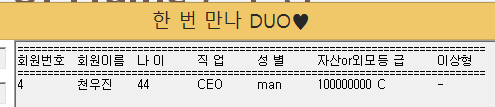 한 번 만나 DUO♥
회원번호 회원이름 나 이 직 업 성 별 자산or외모등 급 이상형
4 천우진 44 CEO man 100000000 C -